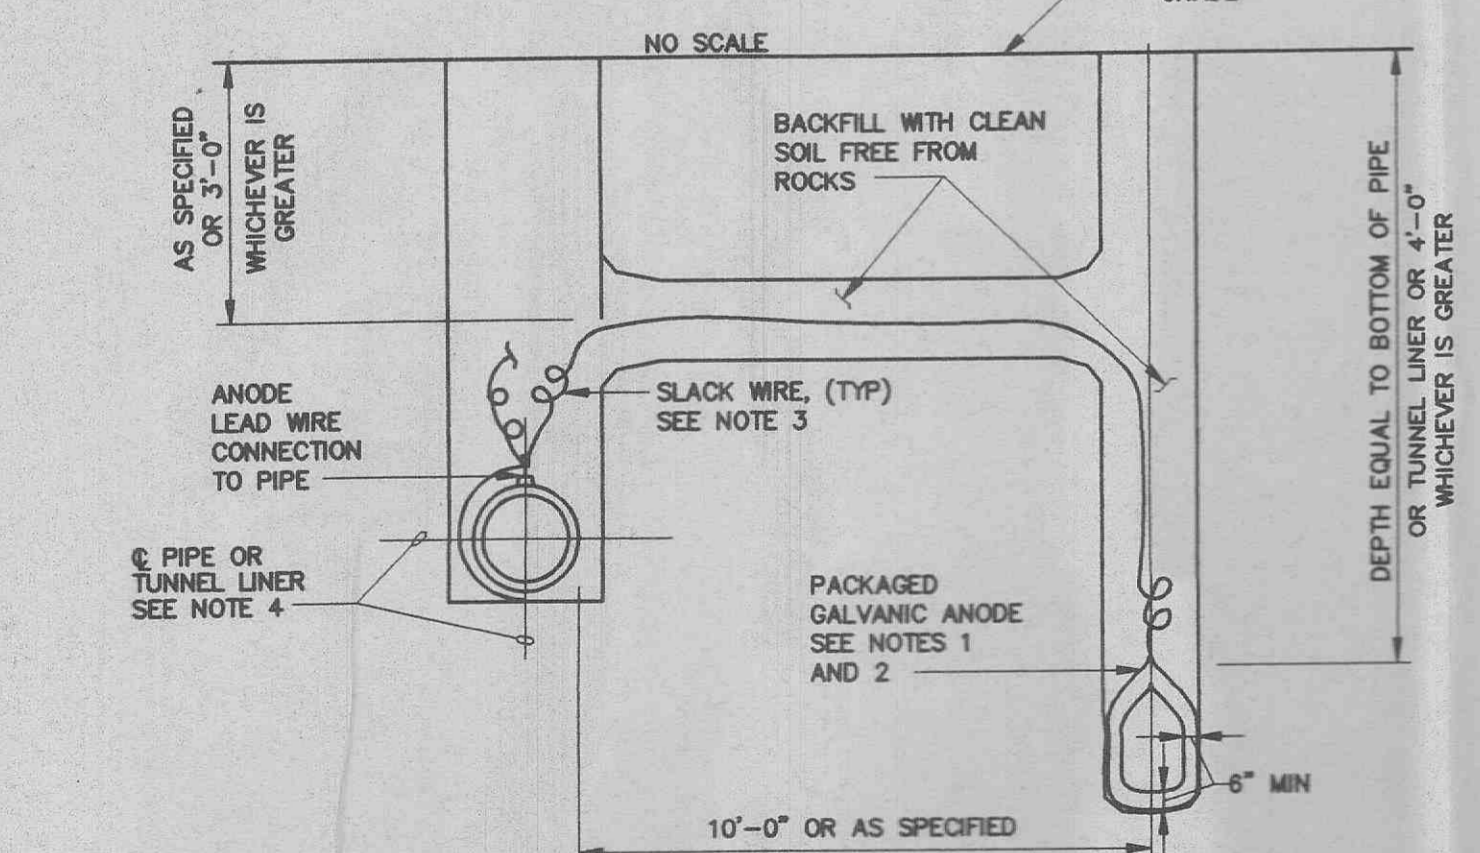 NO SCALE
AS SPECIFIED
OR 3'-0"
WHICHEVER IS
GREATER
BACKFILL WITH CLEAN
SOIL FREE FROM
ROCKS
DEPTH EQUAL TO BOTTOM OF PIPE
OR TUNNEL LINER OR 4'-0"
WHICHEVER IS GREATER
ANODE
LEAD WIRE
CONNECTION
TO PIPE
SLACK WIRE, (TYP)
SEE NOTE 3
℄ PIPE OR
TUNNEL LINER
SEE NOTE 4
PACKAGED
GALVANIC ANODE
SEE NOTES 1
AND 2
6" MIN
10'-0" OR AS SPECIFIED